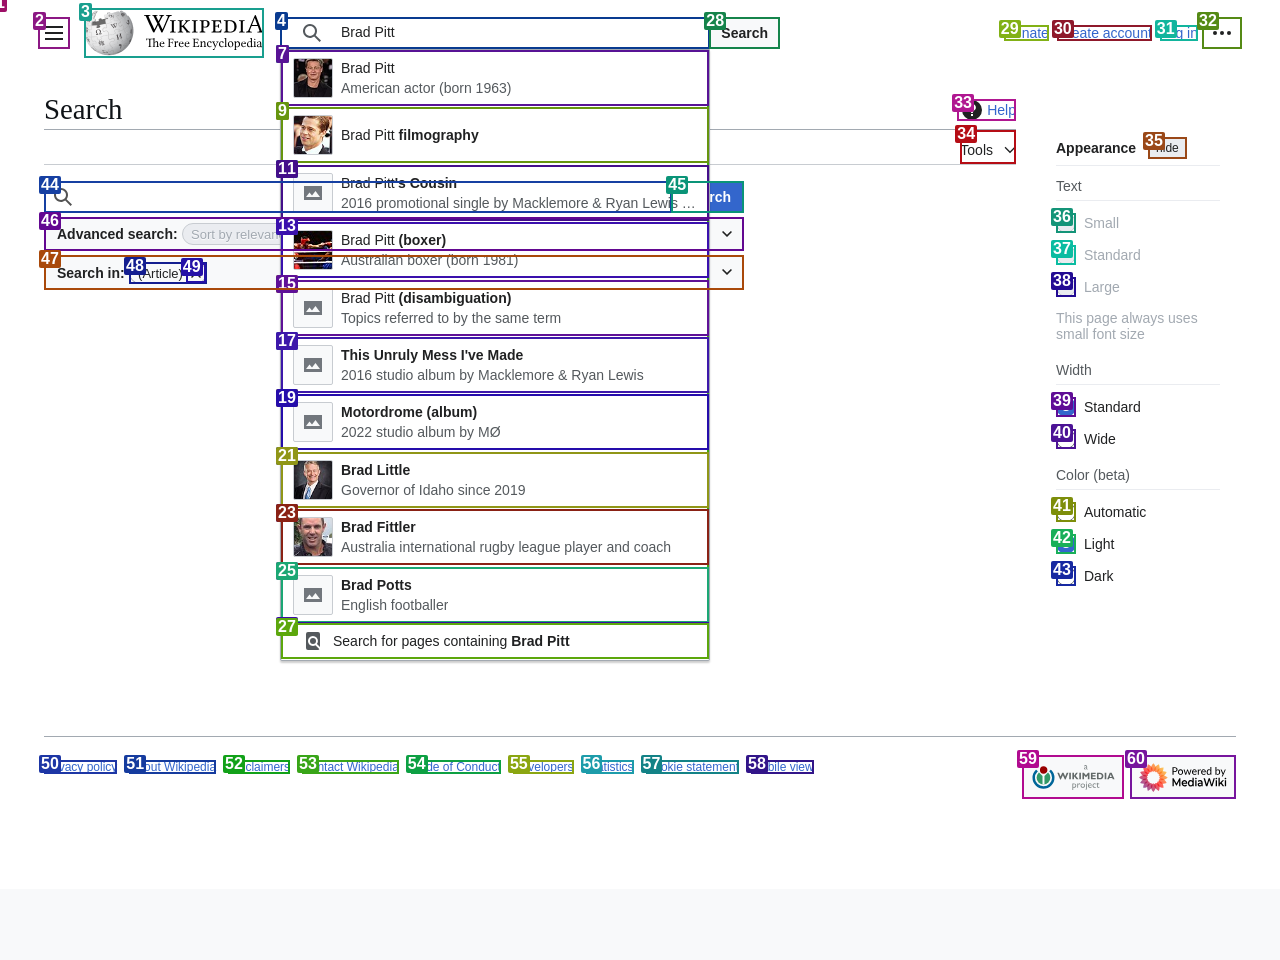 1
2
3
WIKIPEDIA
The Free Encyclopedia
4
Brad Pitt
28
Search
29
nate
30
eate account
31
g in
32
7
Brad Pitt
American actor (born 1963)
Search
33
Help
9
Brad Pitt filmography
34
Tools
35
Appearance
hide
11
Brad Pitt's Cousin
2016 promotional single by Macklemore & Ryan Lewis …
44
45
rch
Text
36
Small
46
Advanced search:
Sort by relevan
13
Brad Pitt (boxer)
Australian boxer (born 1981)
37
Standard
47
Search in:
48
(Article)
49
38
Large
15
Brad Pitt (disambiguation)
Topics referred to by the same term
This page always uses
small font size
17
This Unruly Mess I've Made
2016 studio album by Macklemore & Ryan Lewis
Width
39
Standard
19
Motordrome (album)
2022 studio album by MØ
40
Wide
21
Brad Little
Governor of Idaho since 2019
Color (beta)
41
Automatic
23
Brad Fittler
Australia international rugby league player and coach
42
Light
25
Brad Potts
English footballer
43
Dark
27
Search for pages containing Brad Pitt
50
vacy policy
51
out Wikipedia
52
claimers
53
ntact Wikipedia
54
de of Conduct
55
velopers
56
tistics
57
okie statement
58
bile view
59
a
WIKIMEDIA
project
60
Powered by
MediaWiki